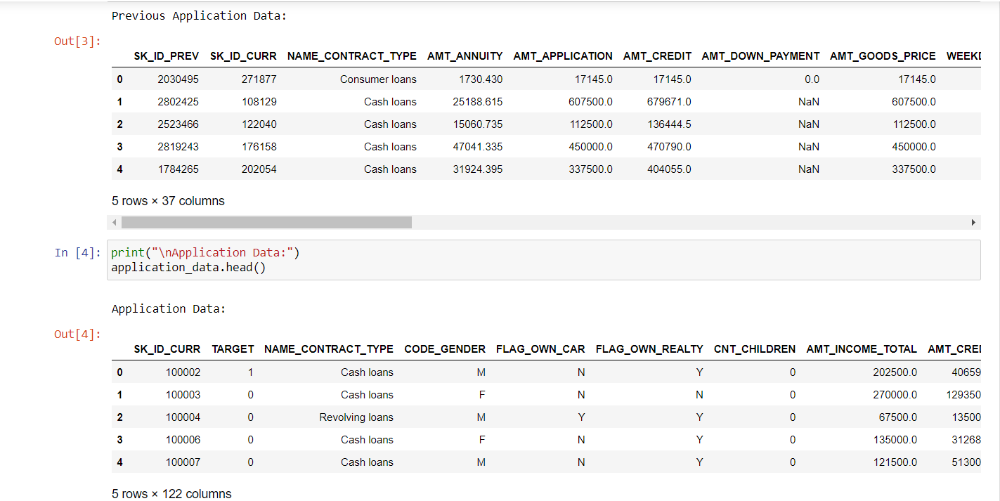 Previous Application Data:
Out[3]:
SK_ID_PREV SK_ID_CURR NAME_CONTRACT_TYPE AMT_ANNUITY AMT_APPLICATION AMT_CREDIT AMT_DOWN_PAYMENT AMT_GOODS_PRICE WEEKD
0 2030495 271877 Consumer loans 1730.430 17145.0 17145.0 0.0 17145.0
1 2802425 108129 Cash loans 25188.615 607500.0 679671.0 NaN 607500.0
2 2523466 122040 Cash loans 15060.735 112500.0 136444.5 NaN 112500.0
3 2819243 176158 Cash loans 47041.335 450000.0 470790.0 NaN 450000.0
4 1784265 202054 Cash loans 31924.395 337500.0 404055.0 NaN 337500.0
5 rows × 37 columns
In [4]: print("\nApplication Data:")
application_data.head()
Application Data:
Out[4]:
SK_ID_CURR TARGET NAME_CONTRACT_TYPE CODE_GENDER FLAG_OWN_CAR FLAG_OWN_REALTY CNT_CHILDREN AMT_INCOME_TOTAL AMT_CREI
0 100002 1 Cash loans M N Y 0 202500.0 40659
1 100003 0 Cash loans F N N 0 270000.0 129350
2 100004 0 Revolving loans M Y Y 0 67500.0 13500
3 100006 0 Cash loans F N Y 0 135000.0 31268
4 100007 0 Cash loans M N Y 0 121500.0 51300
5 rows × 122 columns